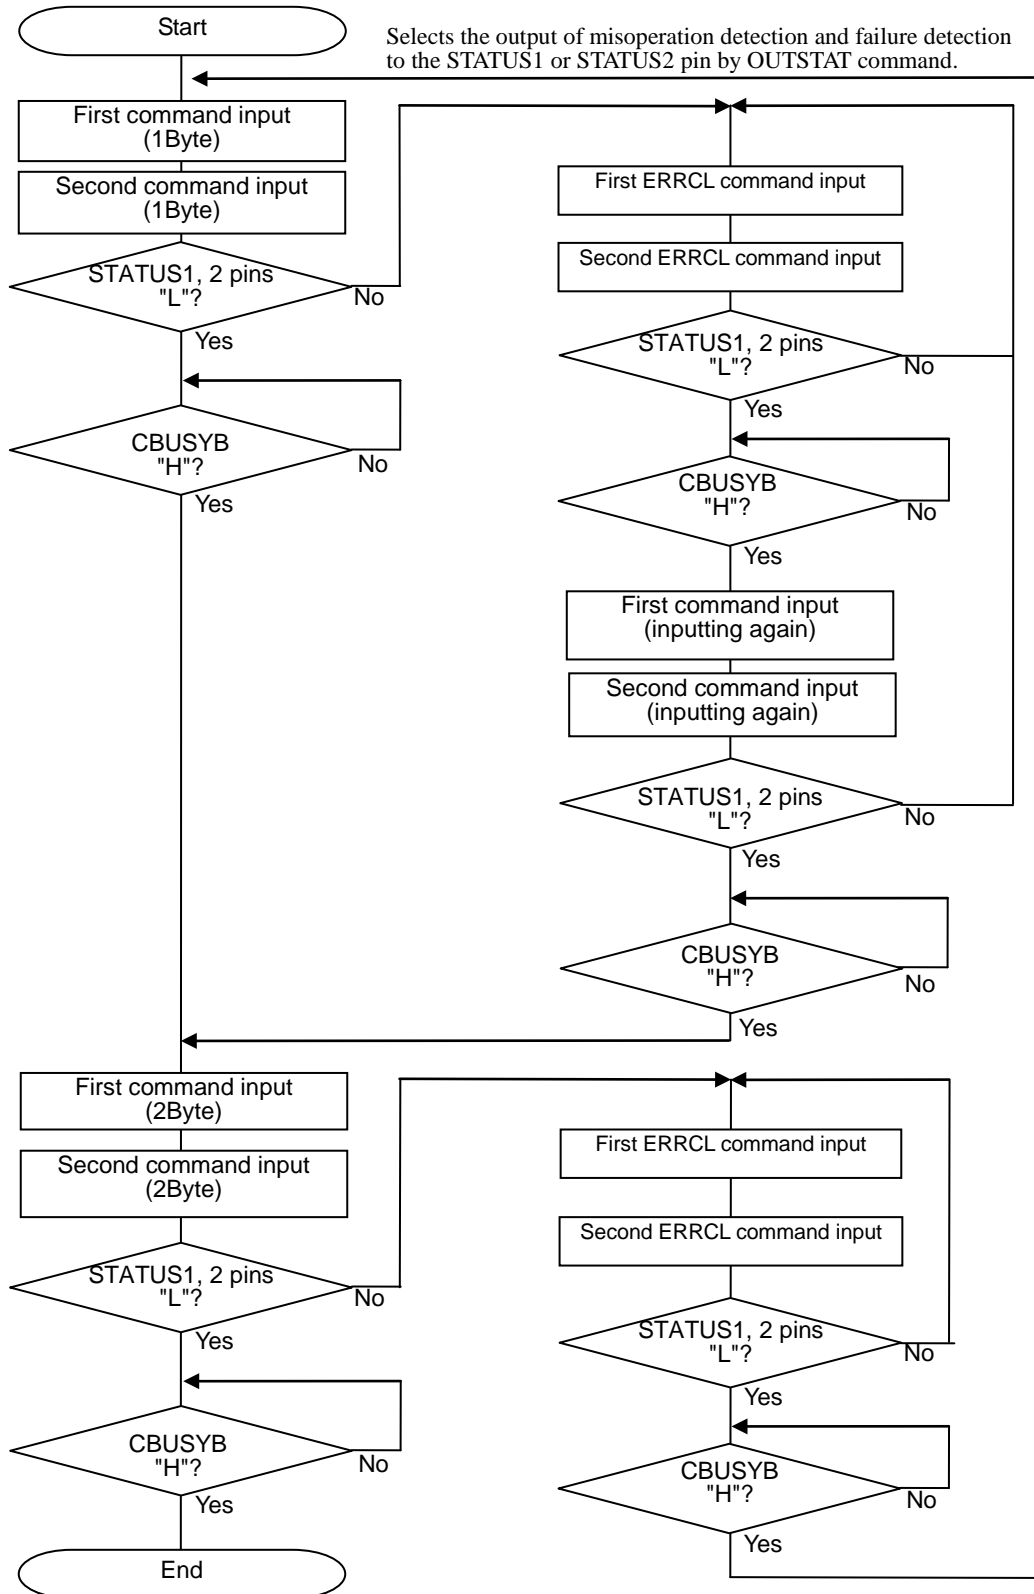 Start
Selects the output of misoperation detection and failure detection
to the STATUS1 or STATUS2 pin by OUTSTAT command.
First command input
(1Byte)
Second command input
(1Byte)
STATUS1, 2 pins
"L"?
No
Yes
CBUSYB
"H"?
No
Yes
First ERRCL command input
Second ERRCL command input
STATUS1, 2 pins
"L"?
No
Yes
CBUSYB
"H"?
No
Yes
First command input
(inputting again)
Second command input
(inputting again)
STATUS1, 2 pins
"L"?
No
Yes
CBUSYB
"H"?
No
Yes
First command input
(2Byte)
Second command input
(2Byte)
STATUS1, 2 pins
"L"?
No
Yes
CBUSYB
"H"?
No
Yes
End
First ERRCL command input
Second ERRCL command input
STATUS1, 2 pins
"L"?
No
Yes
CBUSYB
"H"?
No
Yes